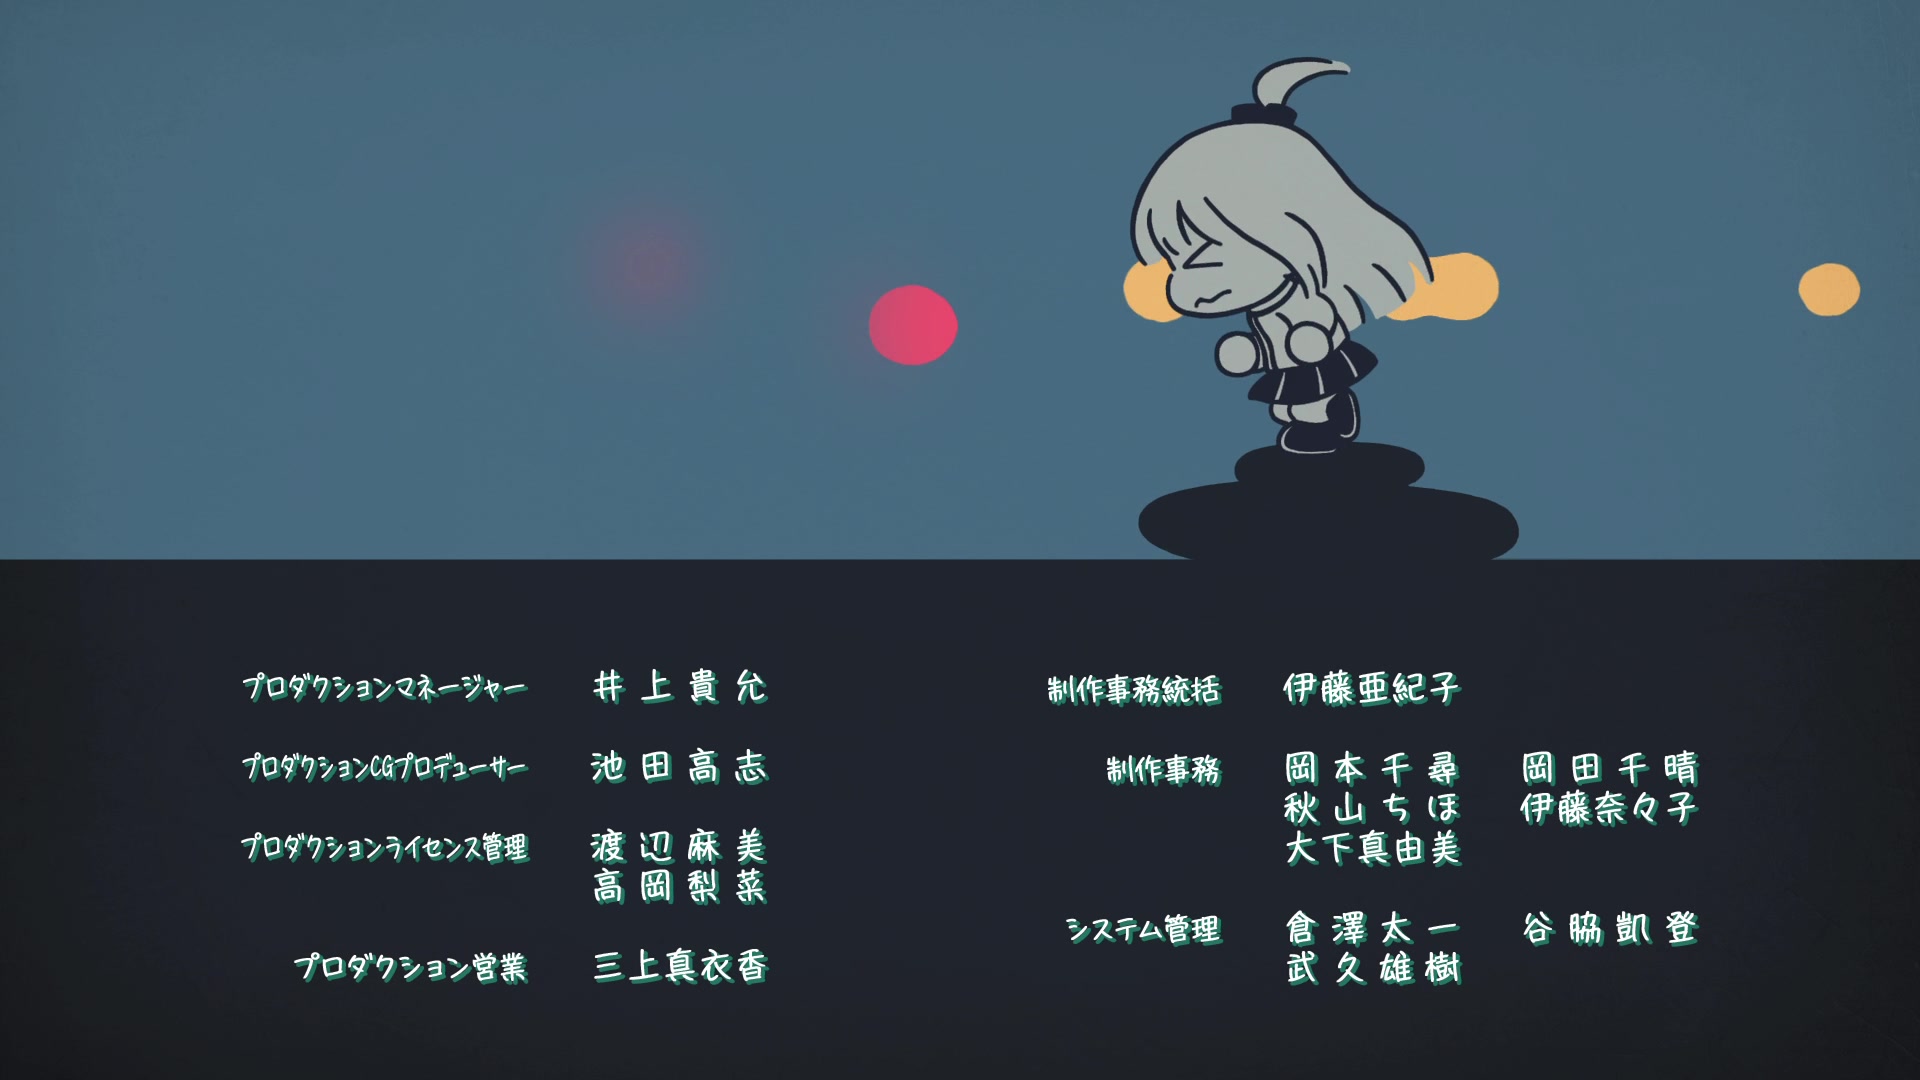 プロダクションマネージャー 井上貴允
プロダクションCGプロデューサー 池田高志
プロダクションライセンス管理 渡辺麻美
高岡梨菜
プロダクション営業 三上真衣香
制作事務統括 伊藤亜紀子
制作事務 岡本千尋 岡田千晴
秋山ちほ 伊藤奈々子
大下真由美
システム管理 倉澤太一 谷脇凱登
武久雄樹